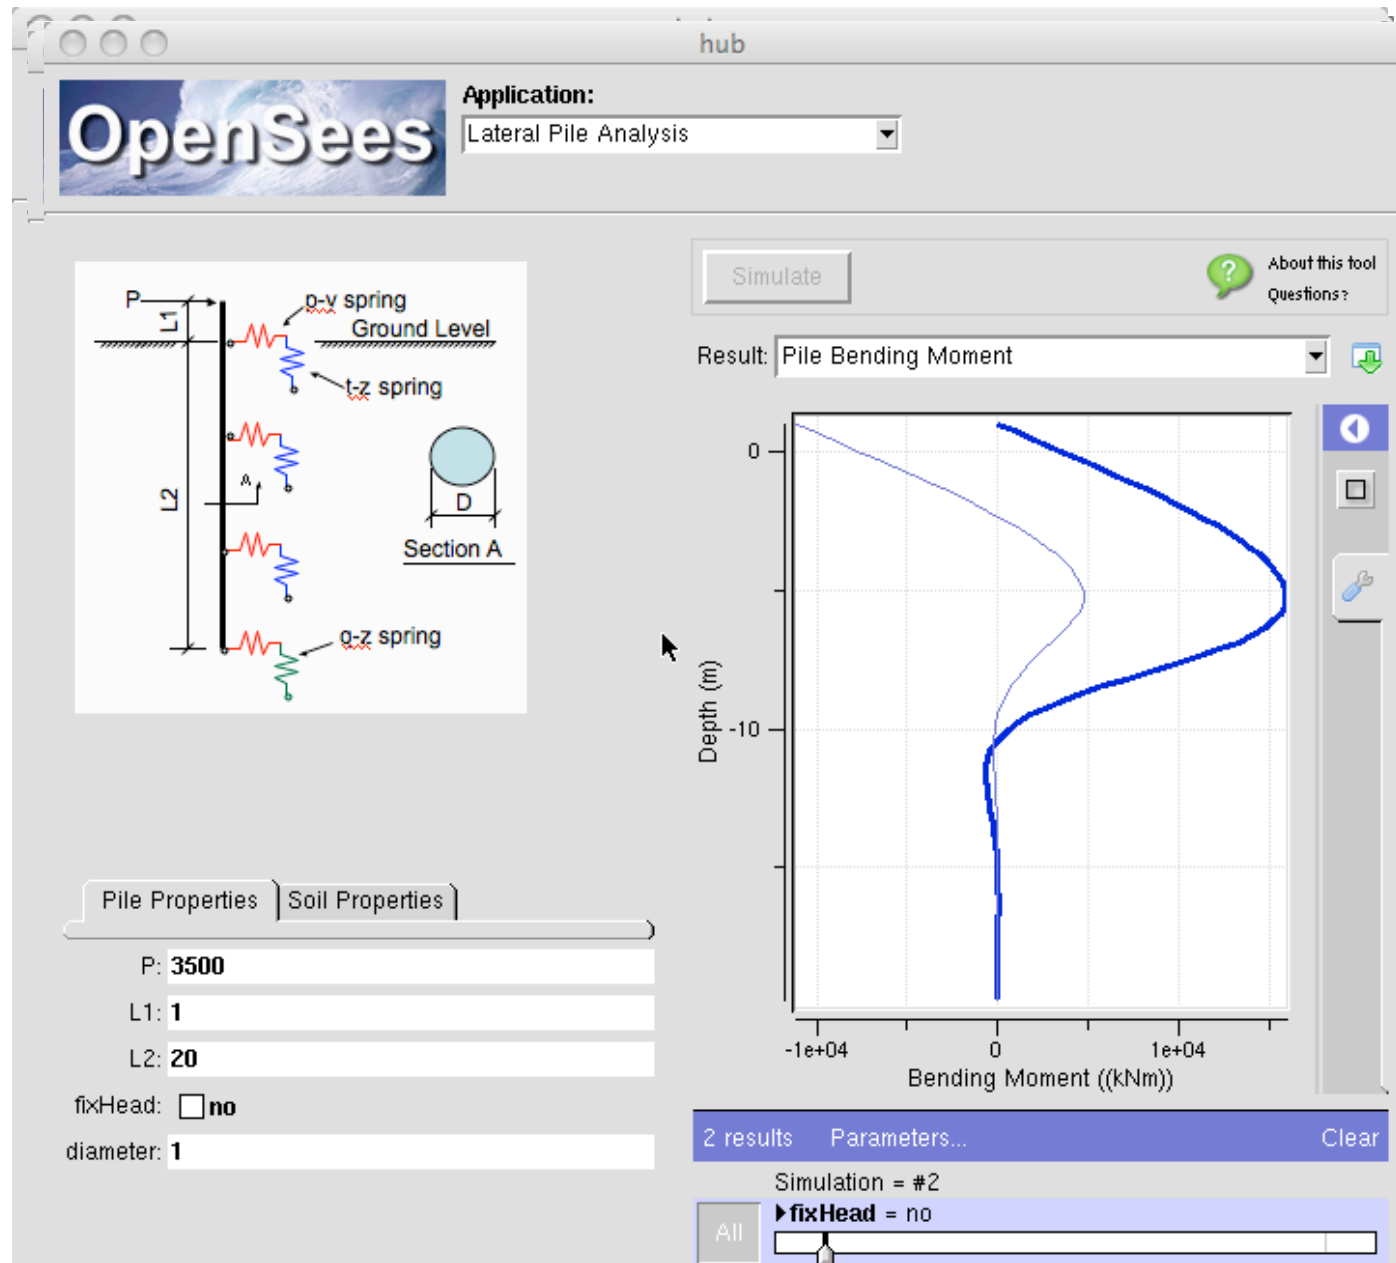 hub
OpenSees
Application:
Lateral Pile Analysis
Simulate
About this tool
Questions?
P
L1
p-y spring
Ground Level
t-z spring
A
L2
D
Section A
q-z spring
Result: Pile Bending Moment
0
Depth (m)
-10
-1e+04 0 1e+04
Bending Moment ((kNm))
Pile Properties Soil Properties
P: 3500
L1: 1
L2: 20
fixHead: no
diameter: 1
2 results Parameters... Clear
Simulation = #2
All
fixHead = no